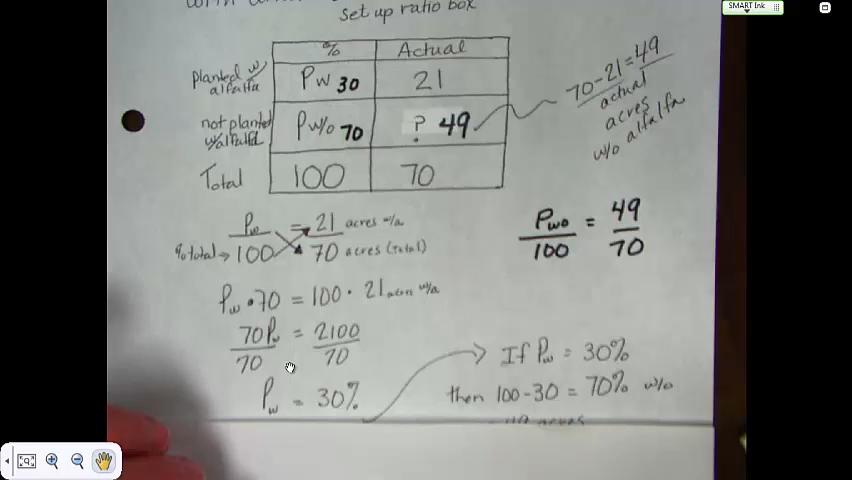 set up ratio box
% Actual
planted w/ alfalfa Pw 30 21
not planted w/alfalfa Pw/o 70 ? 49
Total 100 70
70-21=49
actual
acres
w/o alfalfa
Pw = 21 acres w/a
% total → 100 70 acres (Total)
Pw • 70 = 100 • 21 acres w/a
70Pw = 2100
70 70
Pw = 30%
Pwo = 49
100 70
If Pw = 30%
then 100-30 = 70% w/o
SMART Ink